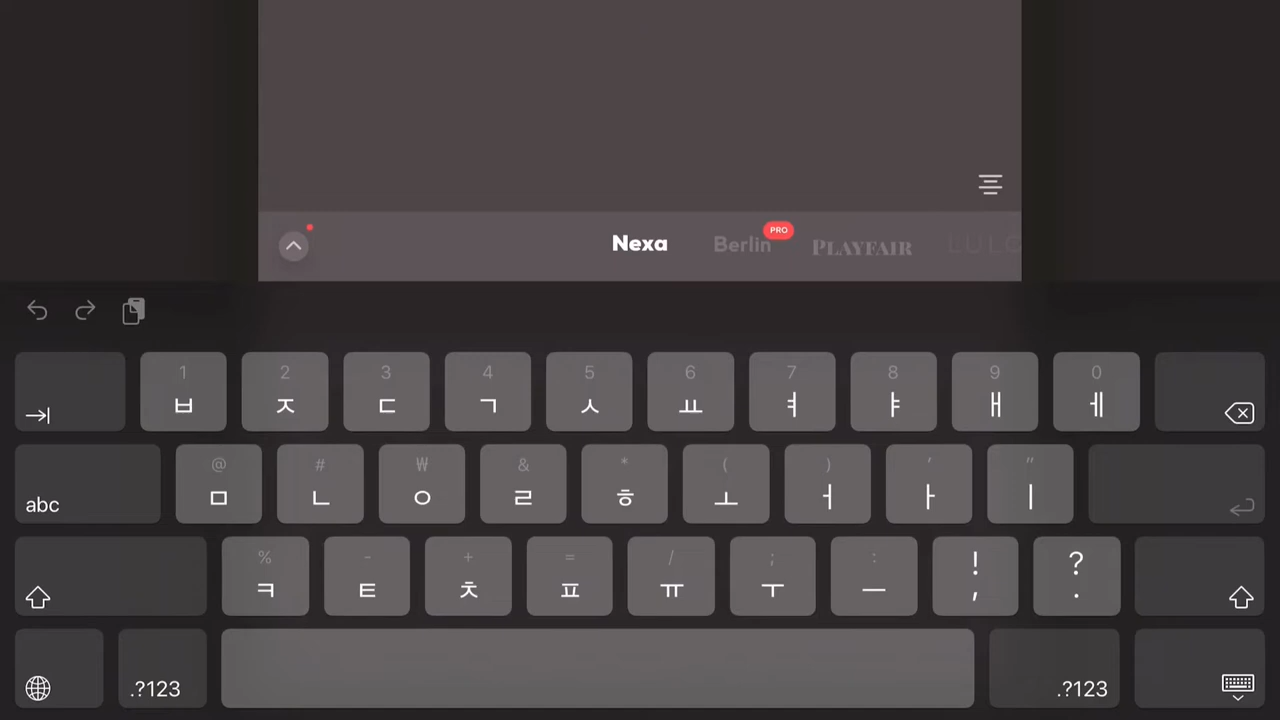 Nexa Berlin PRO PLAYFAIR
1 2 3 4 5 6 7 8 9 0
ㅂ ㅈ ㄷ ㄱ ㅅ ㅛ ㅕ ㅑ ㅐ ㅔ
@ # ₩ & * ( ) ' "
abc ㅁ ㄴ ㅇ ㄹ ㅎ ㅗ ㅓ ㅏ ㅣ
% - + = / ; : ! ?
ㅋ ㅌ ㅊ ㅍ ㅠ ㅜ ㅡ , .
.?123 .?123